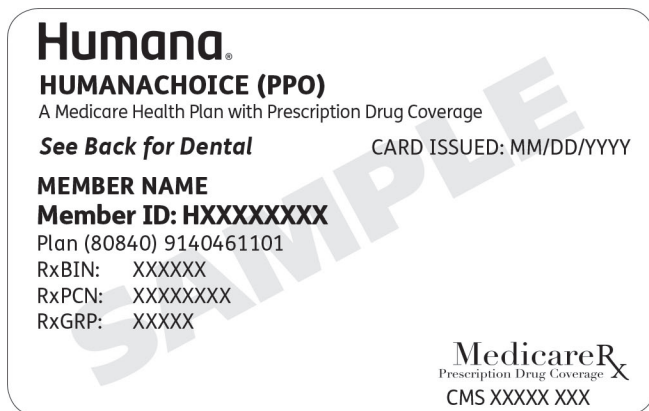 Humana®
HUMANACHOICE (PPO)
A Medicare Health Plan with Prescription Drug Coverage
See Back for Dental CARD ISSUED: MM/DD/YYYY
MEMBER NAME
Member ID: HXXXXXXXX
Plan (80840) 9140461101
RxBIN: XXXXXX
RxPCN: XXXXXXXX
RxGRP: XXXXX
SAMPLE
MedicareRx
Prescription Drug Coverage
CMS XXXXX XXX